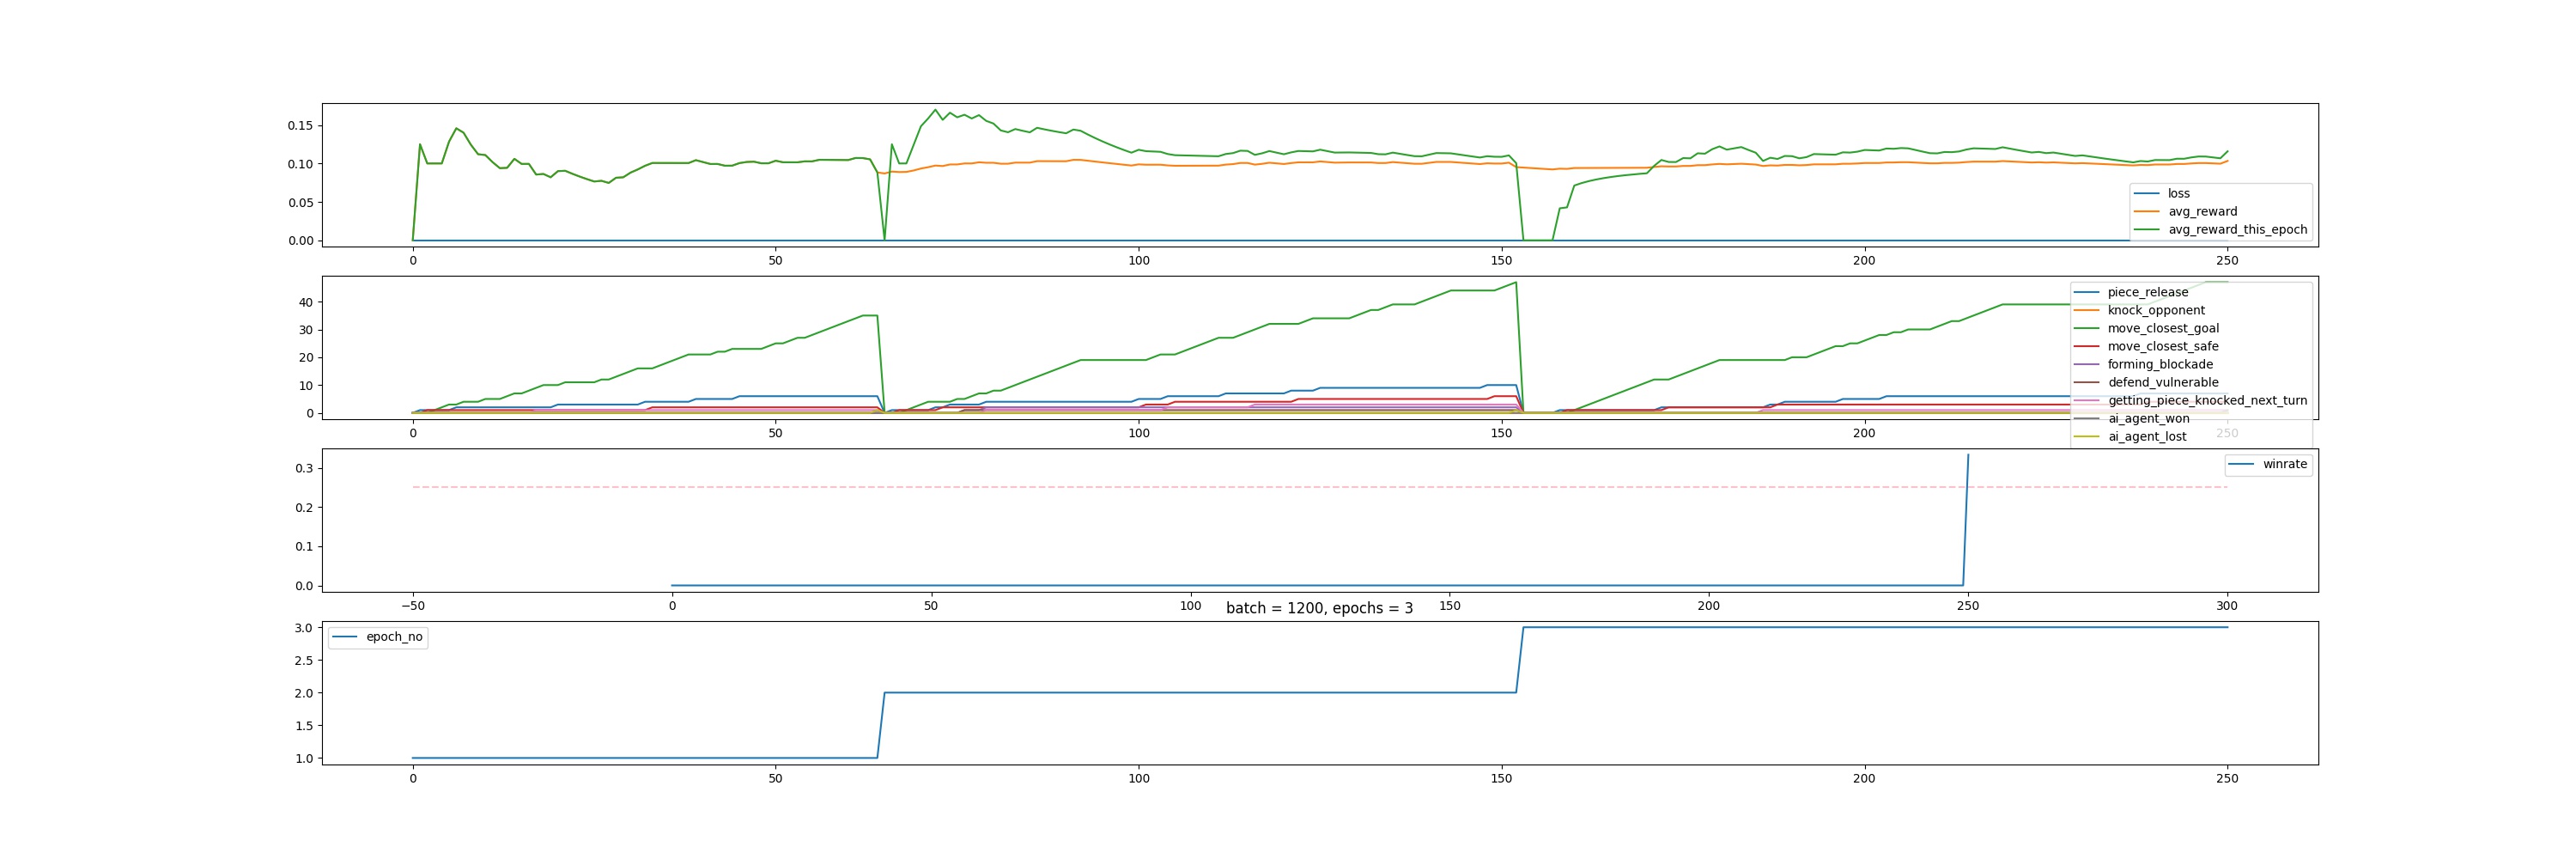 0.15
0.10
0.05
0.00
loss
avg_reward
avg_reward_this_epoch
0 50 100 150 200 250
40
30
20
10
0
piece_release
knock_opponent
move_closest_goal
move_closest_safe
forming_blockade
defend_vulnerable
getting_piece_knocked_next_turn
ai_agent_won
ai_agent_lost
0 50 100 150 200 250
0.3
0.2
0.1
0.0
winrate
−50 0 50 100 150 200 250 300
batch = 1200, epochs = 3
3.0
2.5
2.0
1.5
1.0
epoch_no
0 50 100 150 200 250